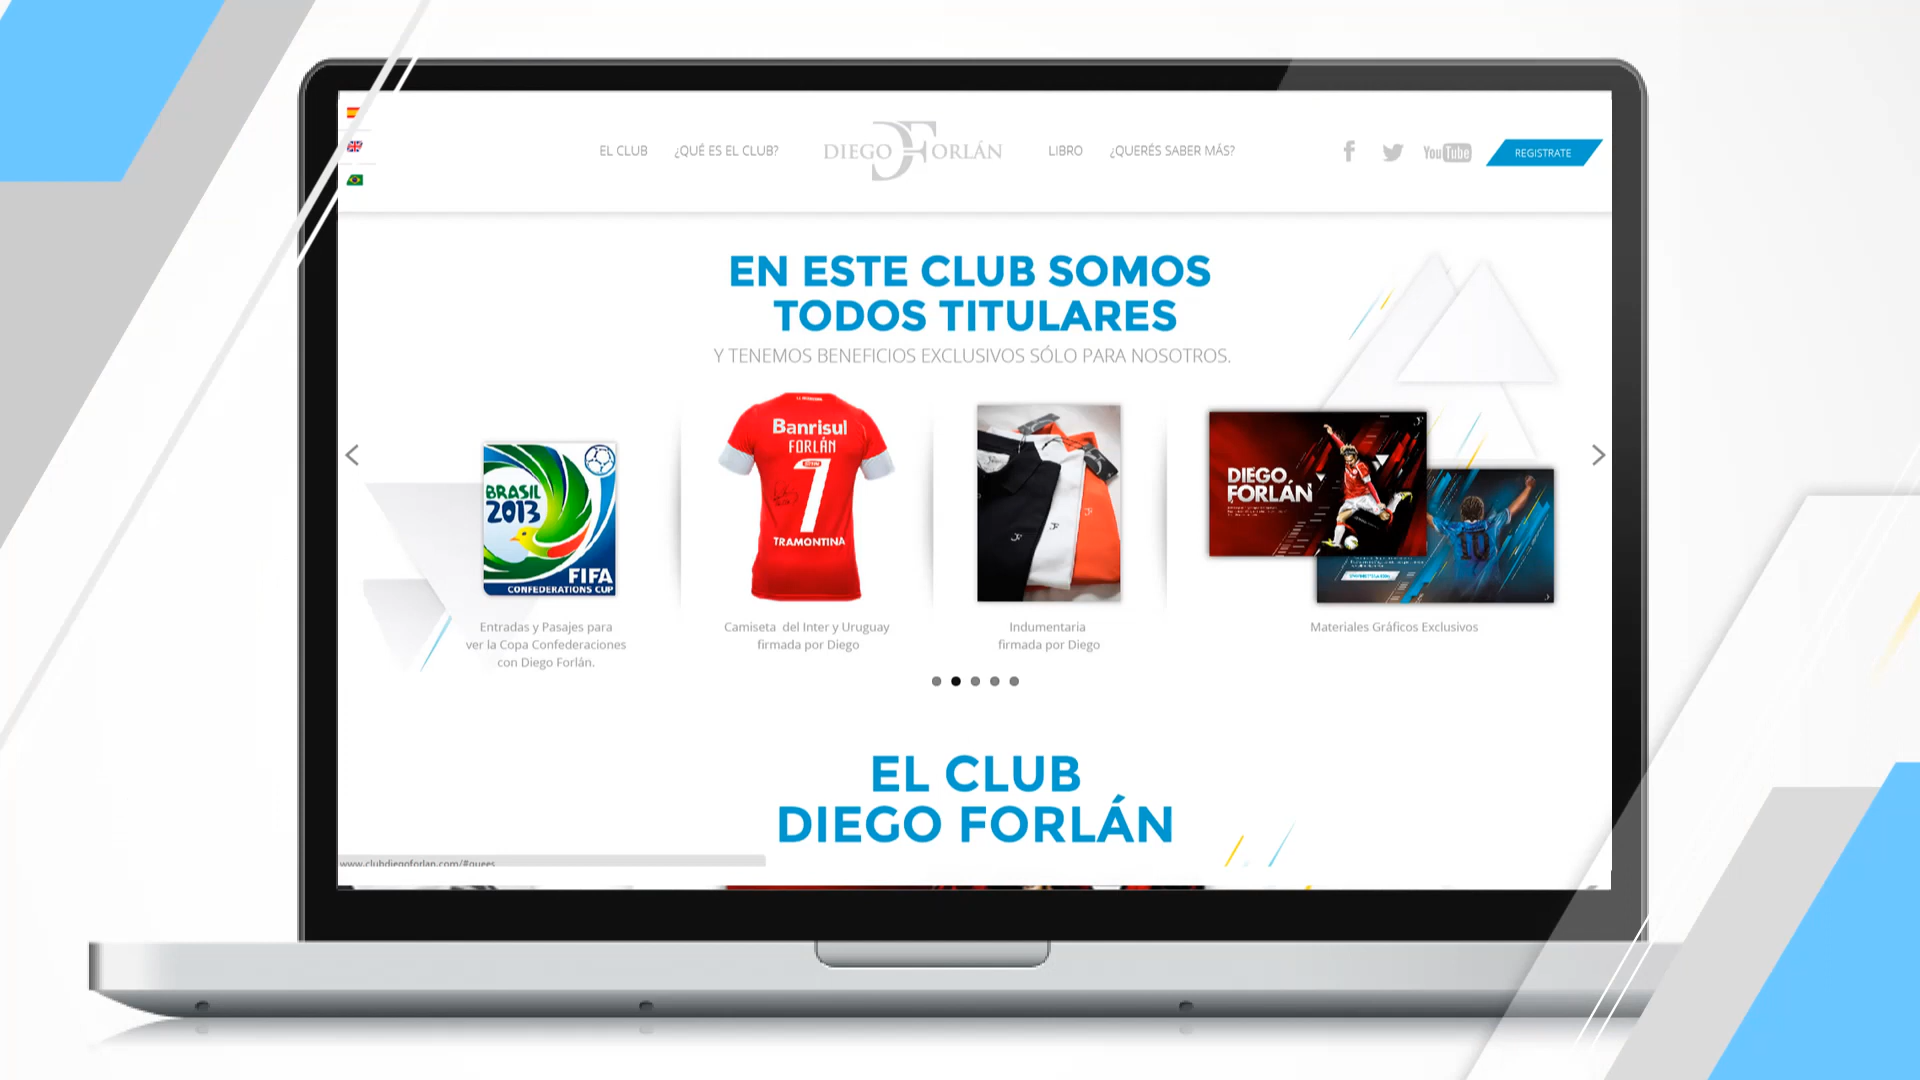 EL CLUB
¿QUÉ ES EL CLUB?
DIEGO FORLÁN
LIBRO
¿QUERÉS SABER MÁS?
f
You Tube
REGISTRATE
EN ESTE CLUB SOMOS
TODOS TITULARES
Y TENEMOS BENEFICIOS EXCLUSIVOS SÓLO PARA NOSOTROS.
BRASIL
2013
FIFA
CONFEDERATIONS CUP
Banrisul
FORLÁN
7
TRAMONTINA
DIEGO
FORLÁN
10
Entradas y Pasajes para
ver la Copa Confederaciones
con Diego Forlán.
Camiseta del Inter y Uruguay
firmada por Diego
Indumentaria
firmada por Diego
Materiales Gráficos Exclusivos
EL CLUB
DIEGO FORLÁN
www.clubdiegoforlan.com/#quees